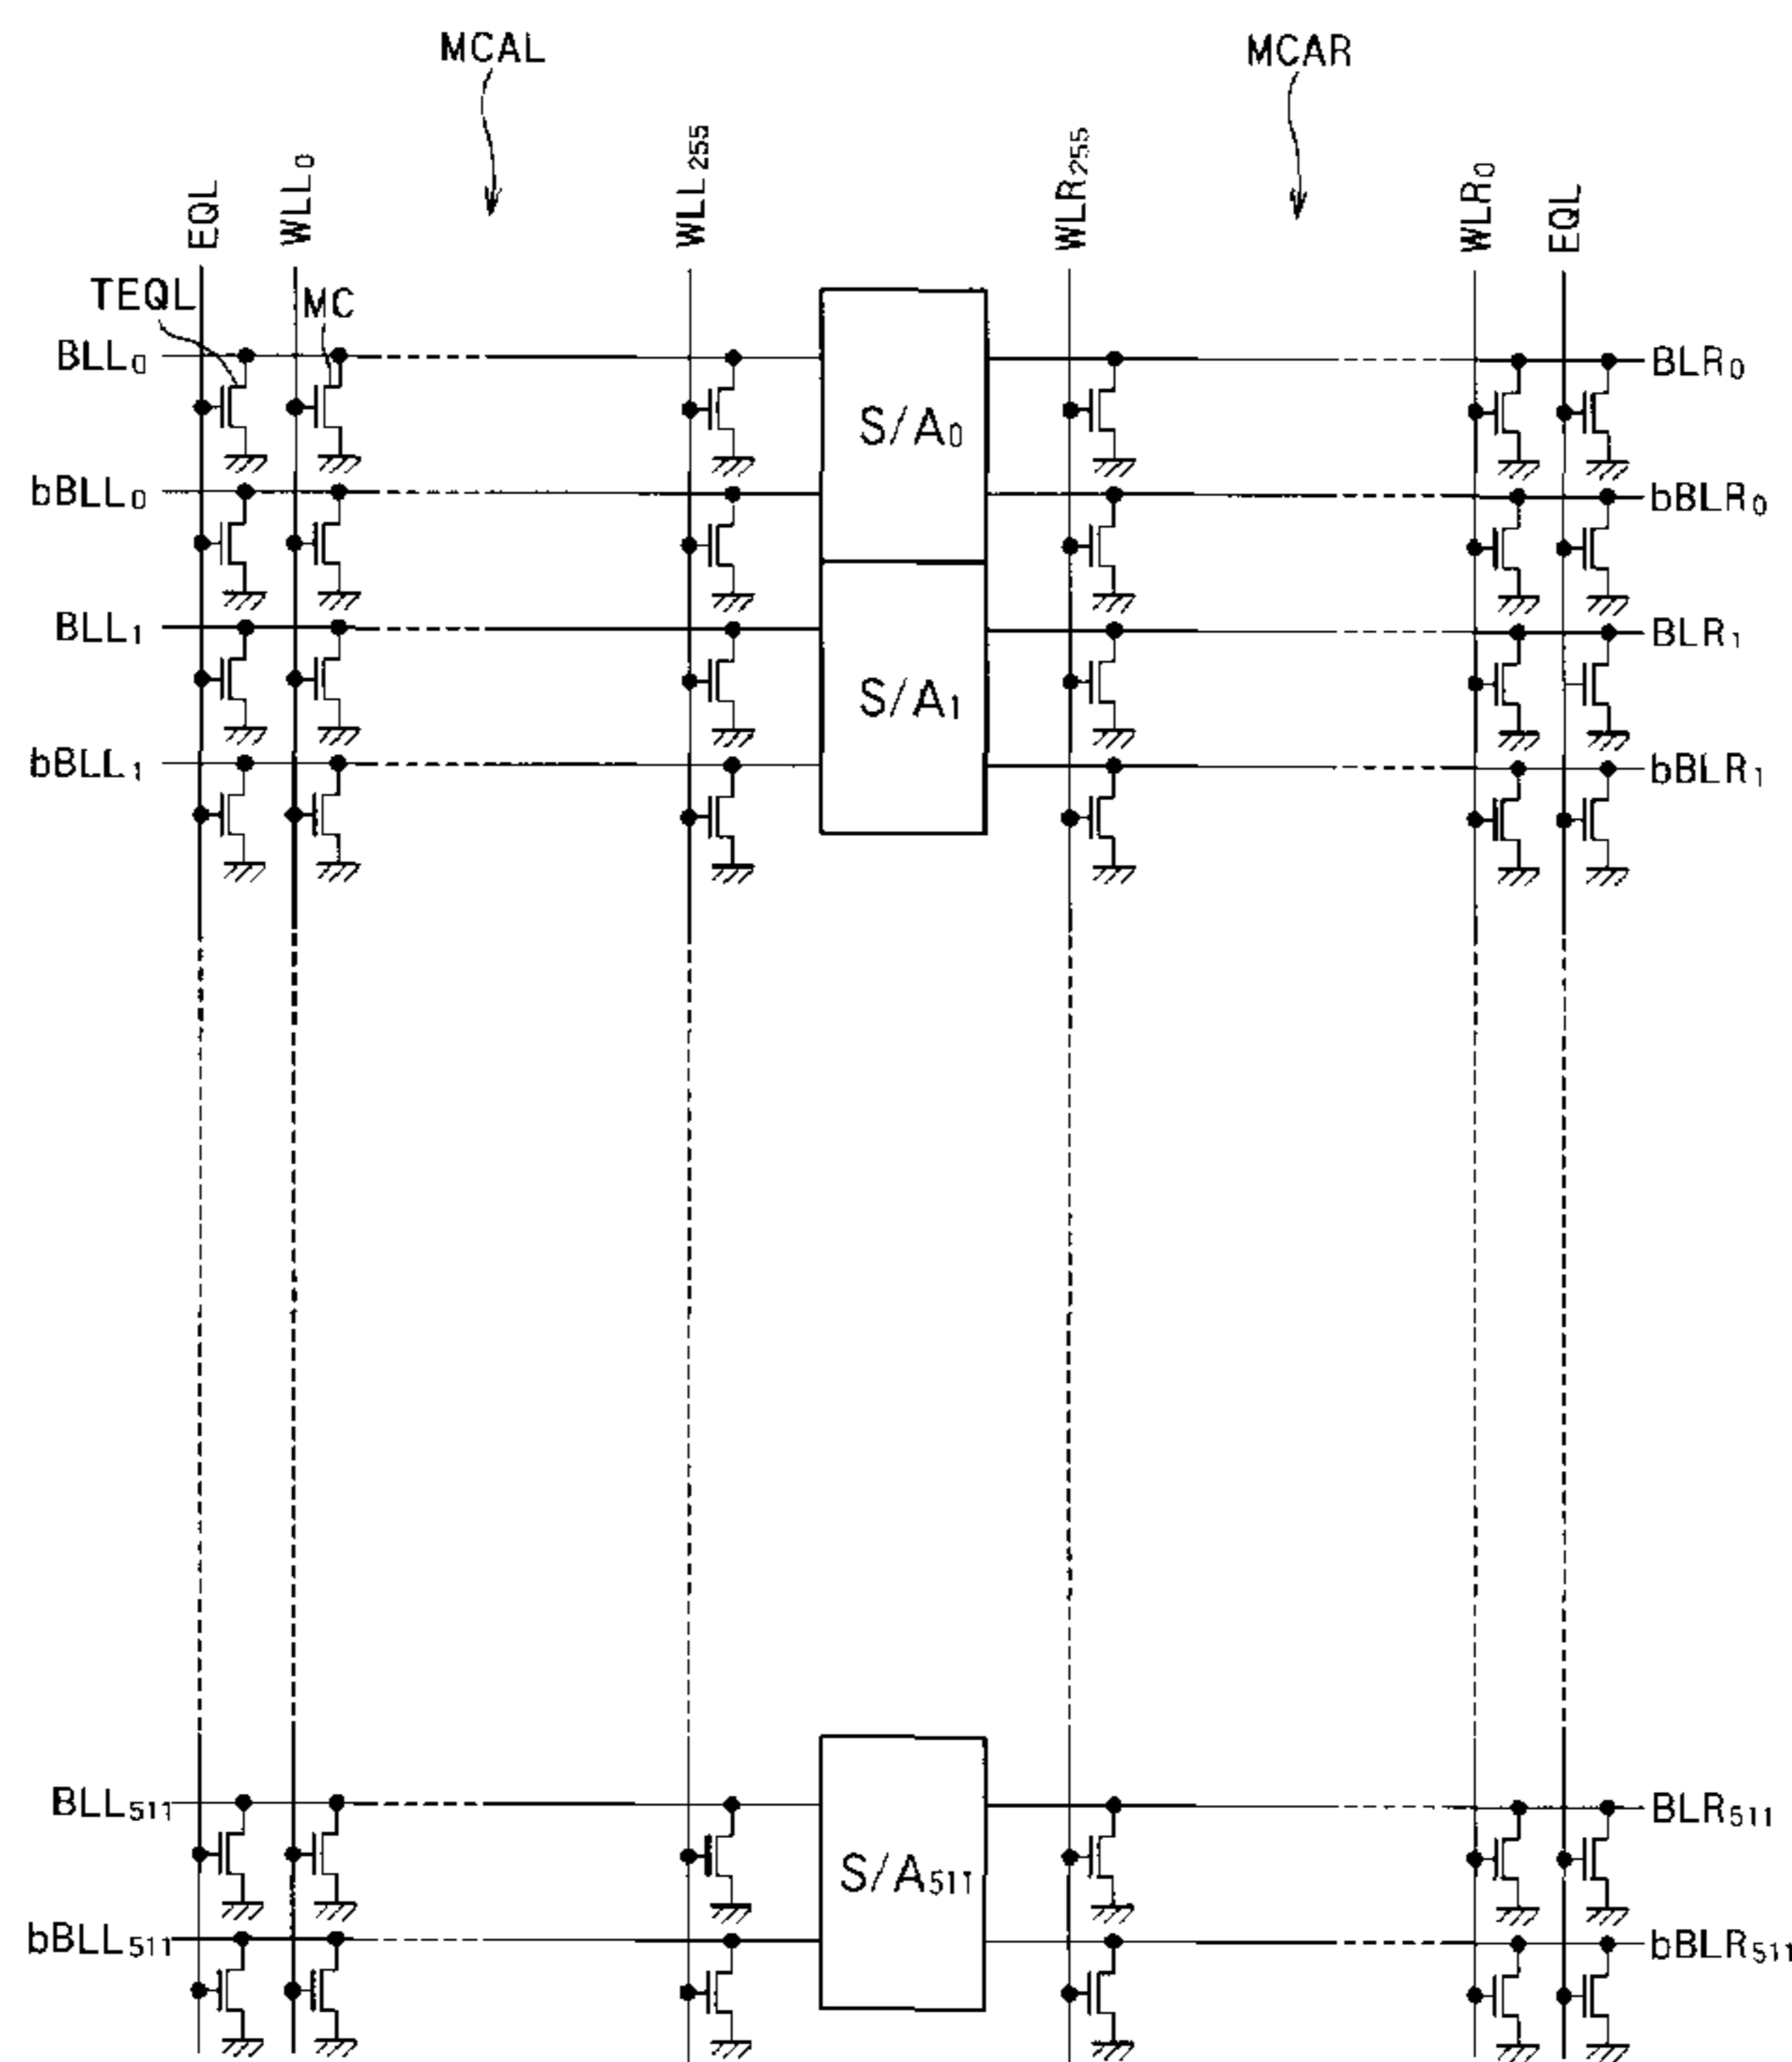 MCAL MCAR
EQL WLL₀ WLL₂₅₅ WLR₂₅₅ WLR₀ EQL
TEQL MC
BLL₀ BLR₀
S/A₀
bBLL₀ bBLR₀
BLL₁ BLR₁
S/A₁
bBLL₁ bBLR₁
BLL₅₁₁ BLR₅₁₁
S/A₅₁₁
bBLL₅₁₁ bBLR₅₁₁